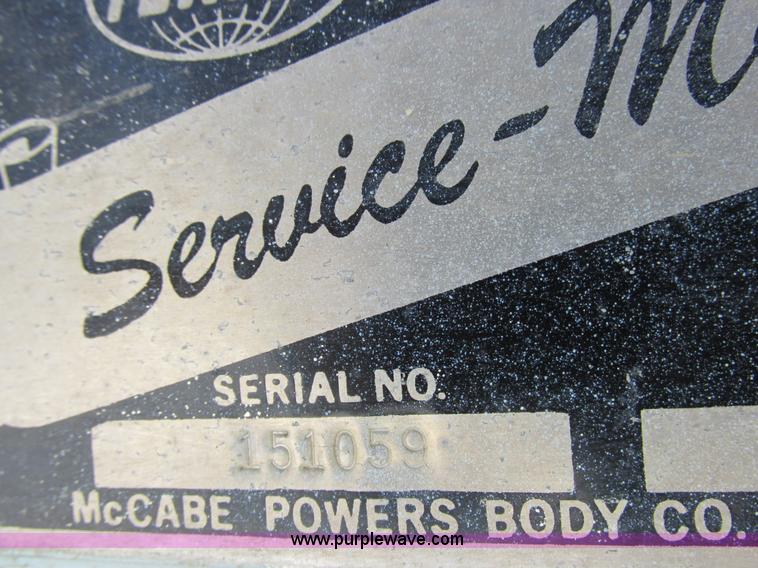 Service-M
SERIAL NO.
151059
McCABE POWERS BODY CO.
www.purplewave.com